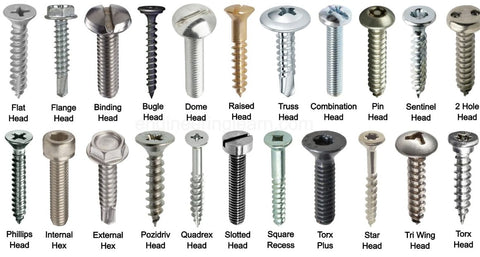 Flat Head
Flange Head
Binding Head
Bugle Head
Dome Head
Raised Head
Truss Head
Combination Head
Pin Head
Sentinel Head
2 Hole Head
Phillips Head
Internal Hex
External Hex
Pozidriv Head
Quadrex Head
Slotted Head
Square Recess
Torx Plus
Star Head
Tri Wing Head
Torx Head